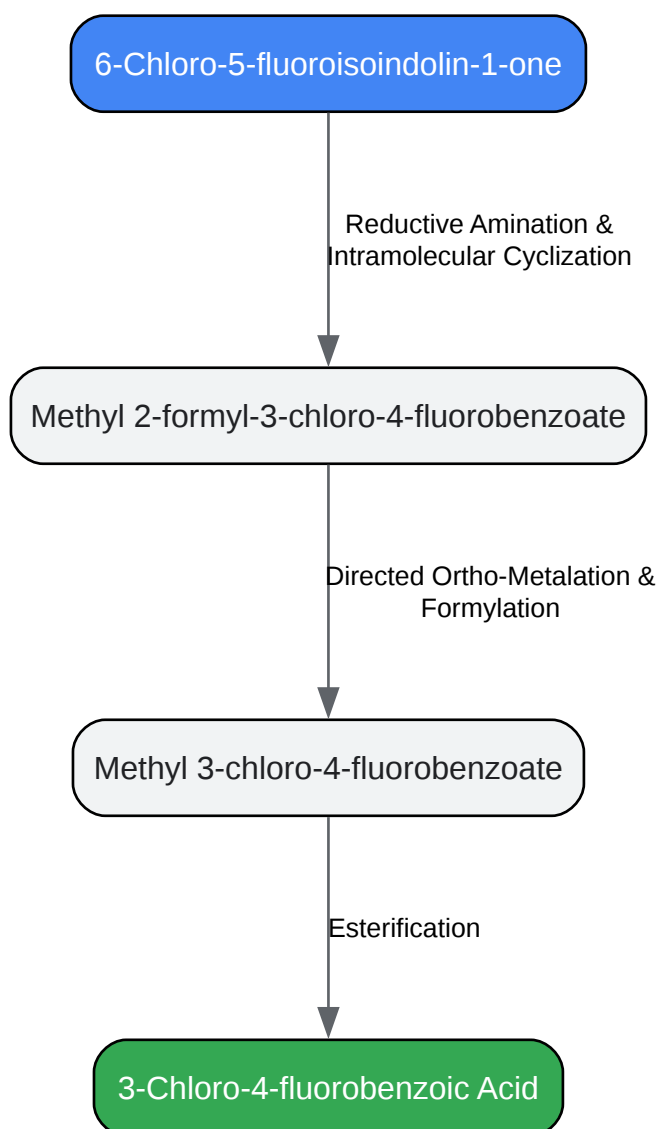 6-Chloro-5-fluoroisoindolin-1-one
Reductive Amination &
Intramolecular Cyclization
Methyl 2-formyl-3-chloro-4-fluorobenzoate
Directed Ortho-Metalation &
Formylation
Methyl 3-chloro-4-fluorobenzoate
Esterification
3-Chloro-4-fluorobenzoic Acid